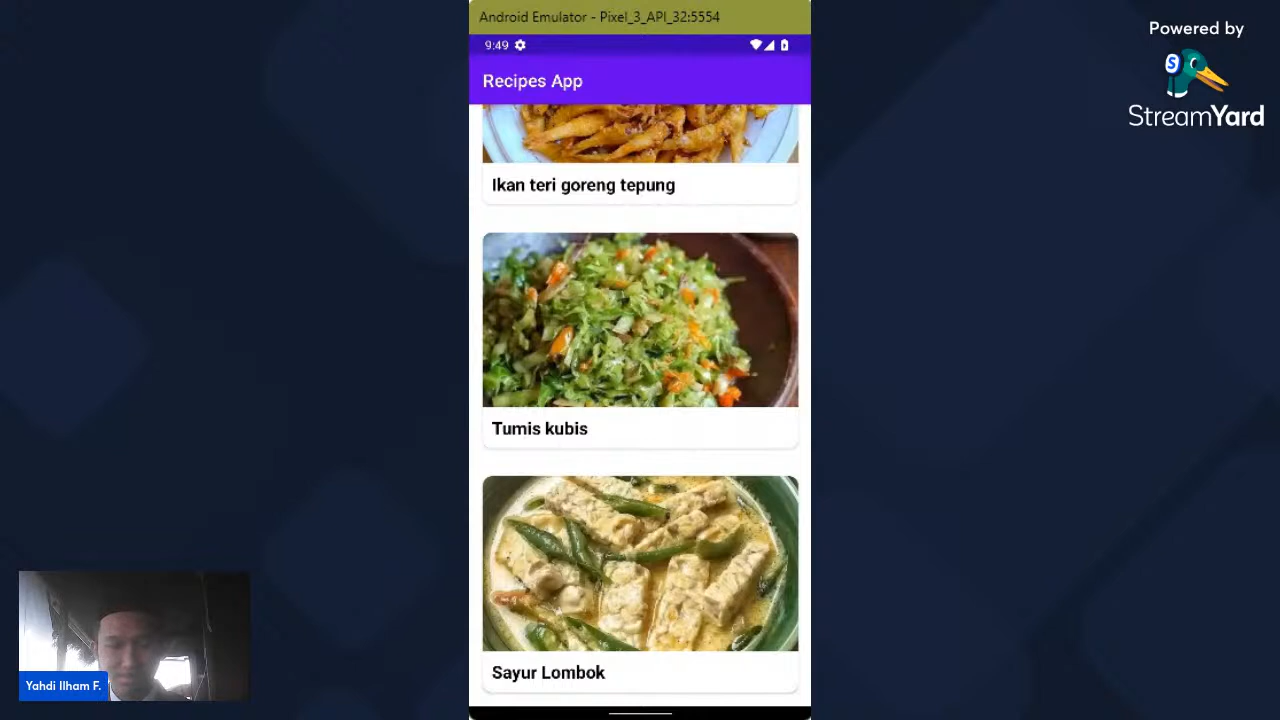 Android Emulator - Pixel_3_API_32:5554
9:49
Recipes App
Ikan teri goreng tepung
Tumis kubis
Sayur Lombok
Powered by
S
StreamYard
Yahdi Ilham F.